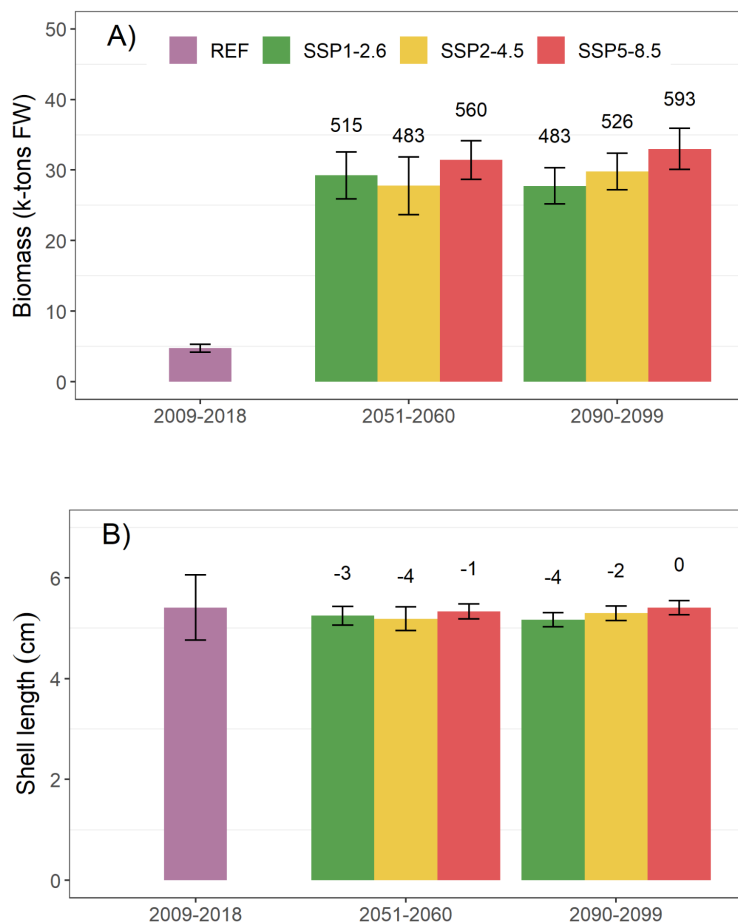 A)
REF SSP1-2.6 SSP2-4.5 SSP5-8.5
Biomass (k-tons FW)
50
40
30
20
10
0
515 483 560 483 526 593
2009-2018 2051-2060 2090-2099
B)
Shell length (cm)
6
4
2
0
-3 -4 -1 -4 -2 0
2009-2018 2051-2060 2090-2099